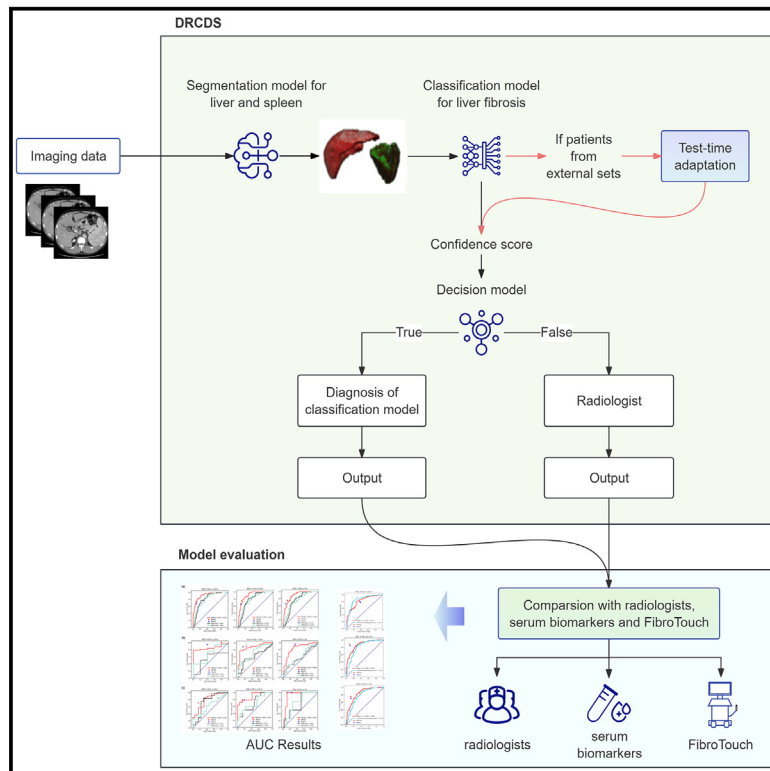 DRCDS
Segmentation model for
liver and spleen
Classification model
for liver fibrosis
Imaging data
If patients
from
external sets
Test-time
adaptation
Confidence score
Decision model
True
False
Diagnosis of
classification model
Radiologist
Output
Output
Model evaluation
Comparsion with radiologists,
serum biomarkers and FibroTouch
AUC Results
radiologists
serum
biomarkers
FibroTouch